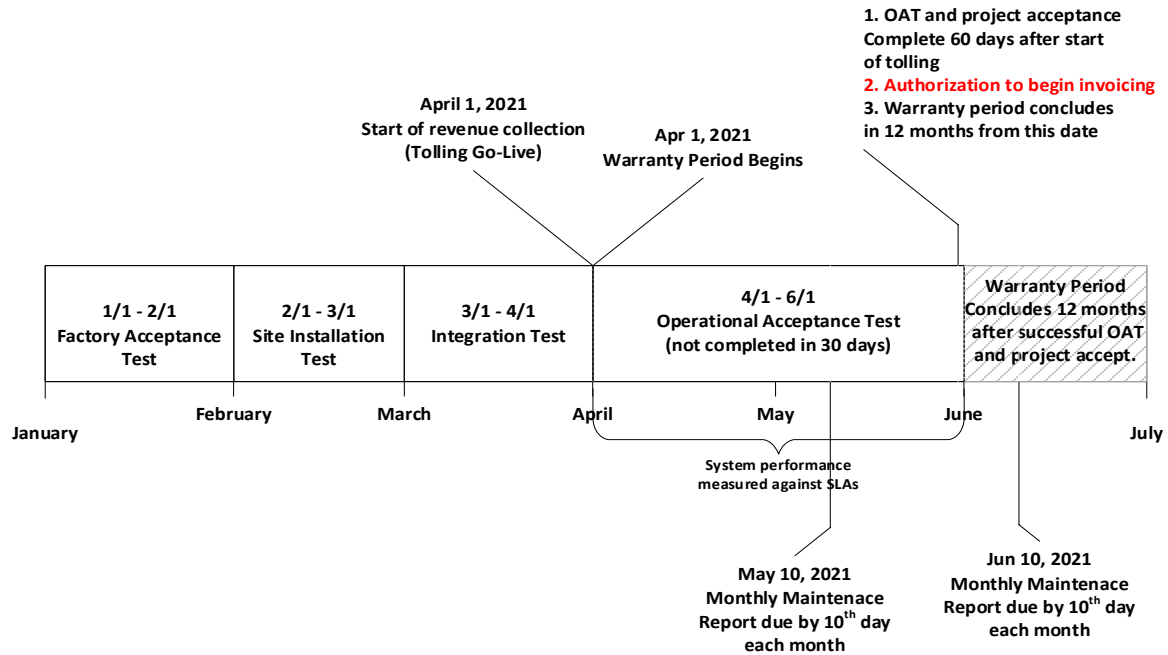 1. OAT and project acceptance
Complete 60 days after start
of tolling
2. Authorization to begin invoicing
3. Warranty period concludes
in 12 months from this date
April 1, 2021
Start of revenue collection
(Tolling Go-Live)
Apr 1, 2021
Warranty Period Begins
1/1 - 2/1
Factory Acceptance
Test
2/1 - 3/1
Site Installation
Test
3/1 - 4/1
Integration Test
4/1 - 6/1
Operational Acceptance Test
(not completed in 30 days)
Warranty Period
Concludes 12 months
after successful OAT
and project accept.
January
February
March
April
May
June
July
System performance
measured against SLAs
May 10, 2021
Monthly Maintenace
Report due by 10th day
each month
Jun 10, 2021
Monthly Maintenace
Report due by 10th day
each month